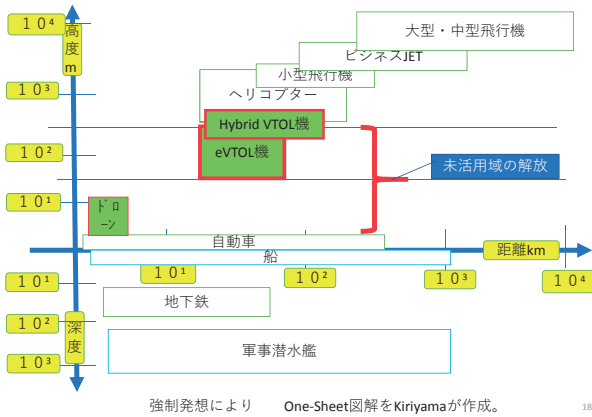 １０⁴
高度
m
大型・中型飛行機
ビジネスJET
小型飛行機
１０³
ヘリコプター
Hybrid VTOL機
１０²
eVTOL機
未活用域の解放
１０¹
ドロ
ーン
自動車
距離km
船
１０¹
１０¹
１０²
１０³
１０⁴
地下鉄
１０²
深度
軍事潜水艦
１０³
強制発想により One-Sheet図解をKiriyamaが作成。
18